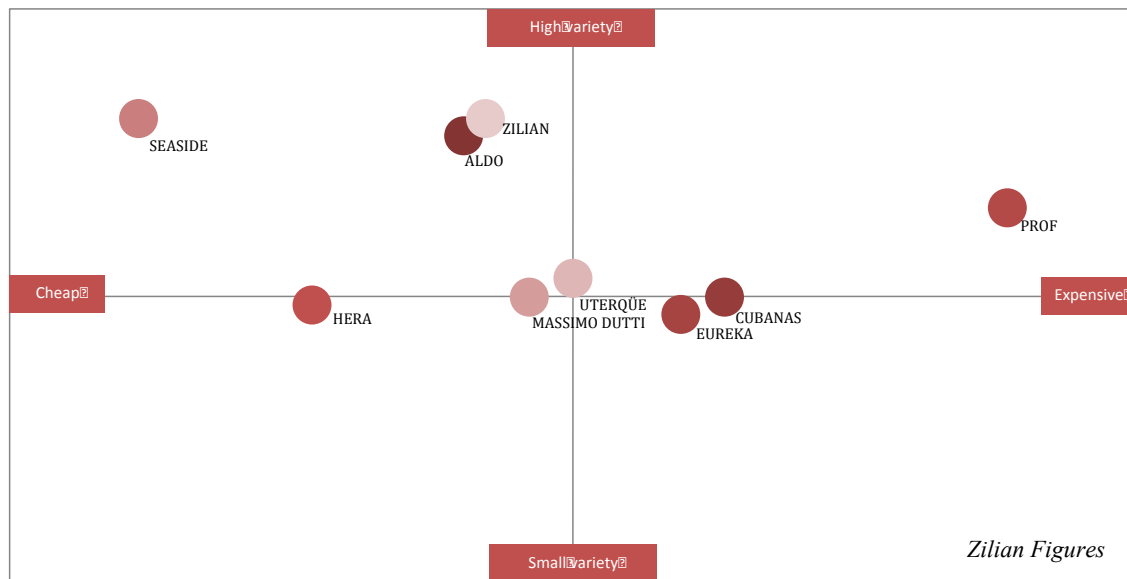 High variety
ZILIAN
SEASIDE
ALDO
PROF
Cheap
Expensive
UTERQÜE
HERA
MASSIMO DUTTI
CUBANAS
EUREKA
Zilian Figures
Small variety